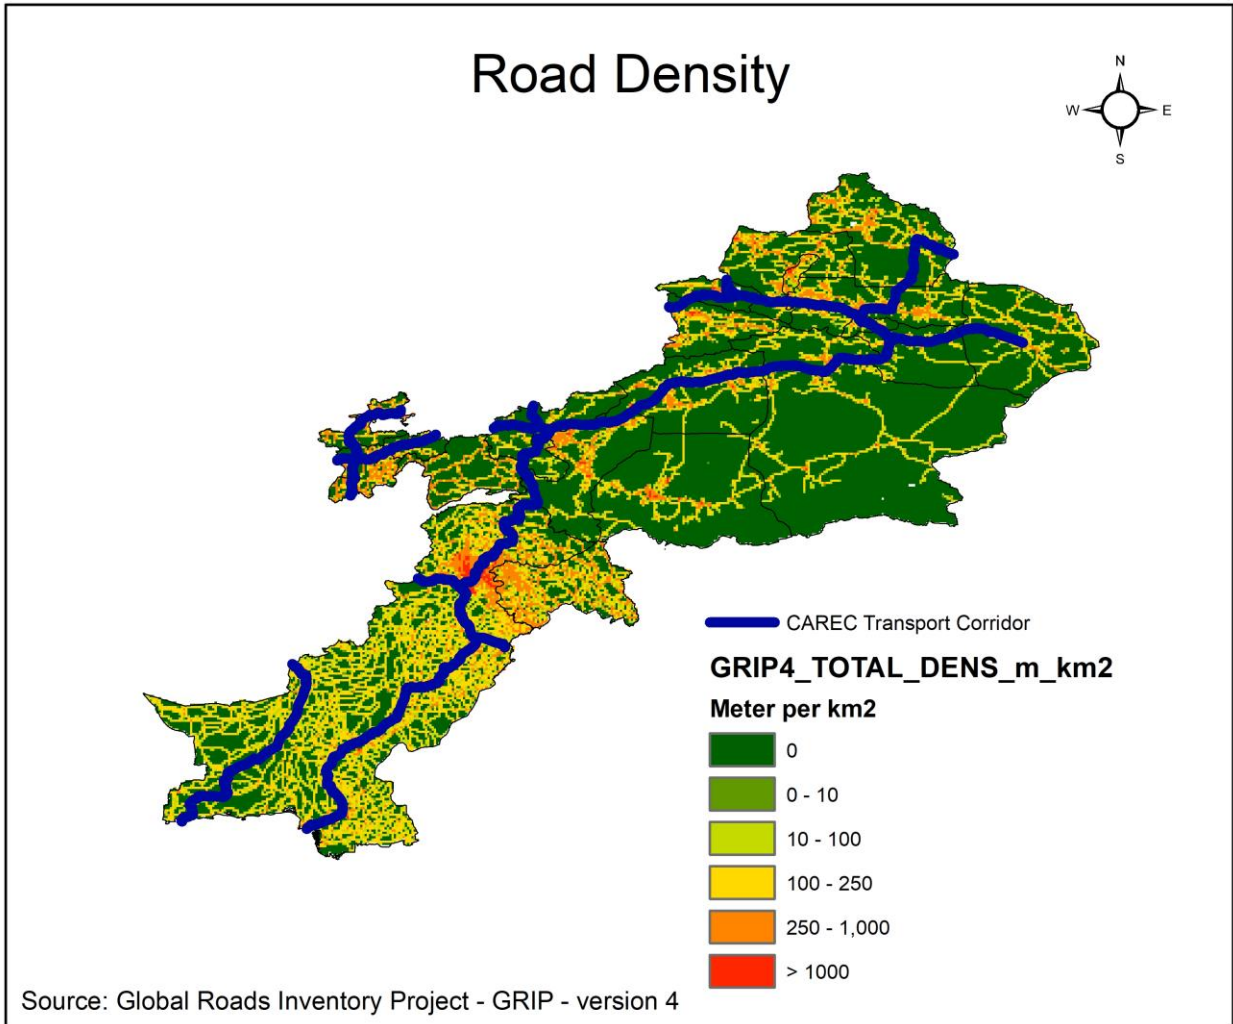 Road Density
N
W E
S
CAREC Transport Corridor
GRIP4_TOTAL_DENS_m_km2
Meter per km2
0
0 - 10
10 - 100
100 - 250
250 - 1,000
> 1000
Source: Global Roads Inventory Project - GRIP - version 4